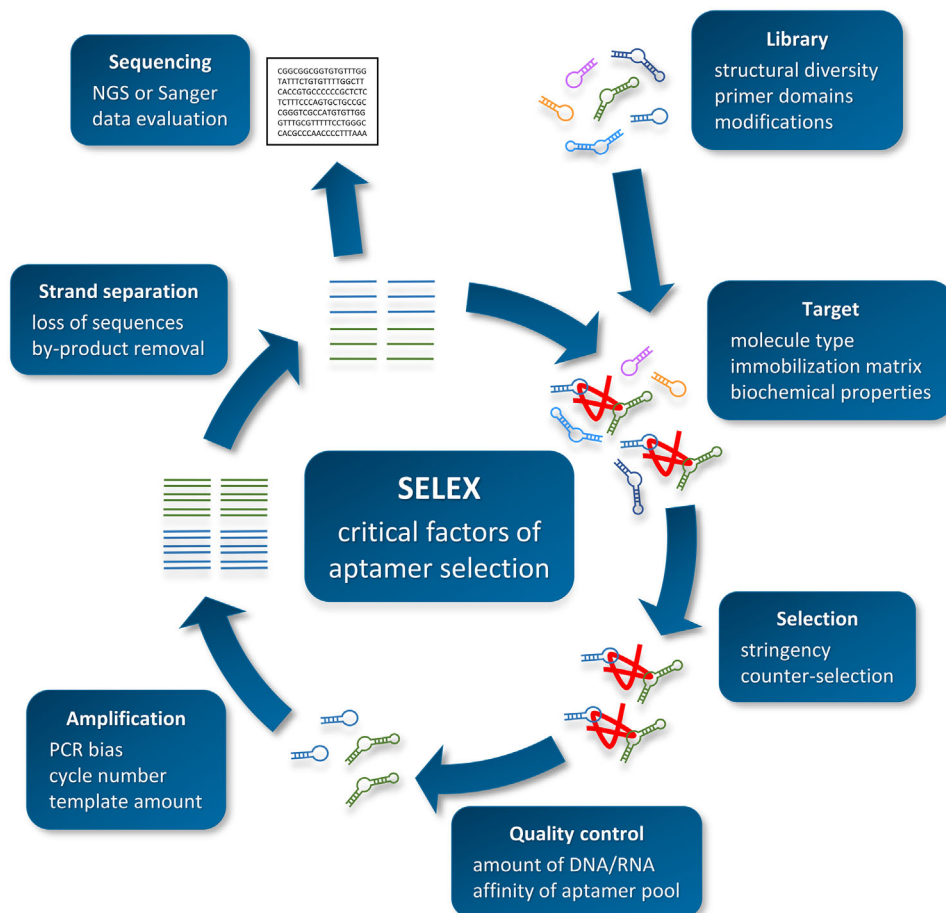 Sequencing
NGS or Sanger
data evaluation
CGGCGGCGGTGTGTTTGG
TATTTCTGTGTTTTGGCTT
CACCGTGCCCCCCGCTCTC
TCTTTCCCAGTGCTGCCGC
CGGGTCGCCATGTGTTGG
GTTTGCGTTTTTCCTGGGC
CACGCCCAACCCCTTTAAA
Library
structural diversity
primer domains
modifications
Strand separation
loss of sequences
by-product removal
Target
molecule type
immobilization matrix
biochemical properties
SELEX
critical factors of
aptamer selection
Selection
stringency
counter-selection
Amplification
PCR bias
cycle number
template amount
Quality control
amount of DNA/RNA
affinity of aptamer pool